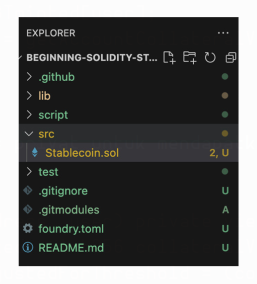 EXPLORER ...
BEGINNING-SOLIDITY-ST...
.github
lib
script
src
Stablecoin.sol 2, U
test
.gitignore U
.gitmodules A
foundry.toml U
README.md U